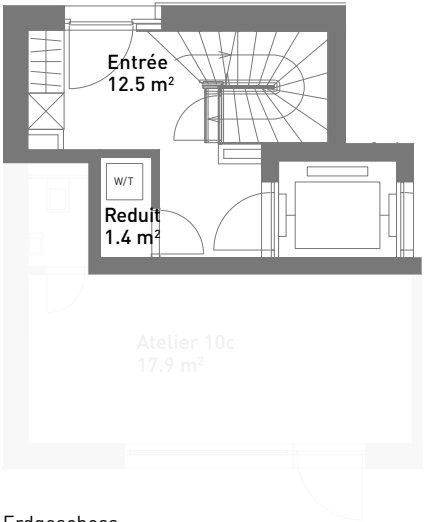 Entrée
12.5 m²
W/T
Reduit
1.4 m²
Atelier 10c
17.9 m²
Erdgeschoss